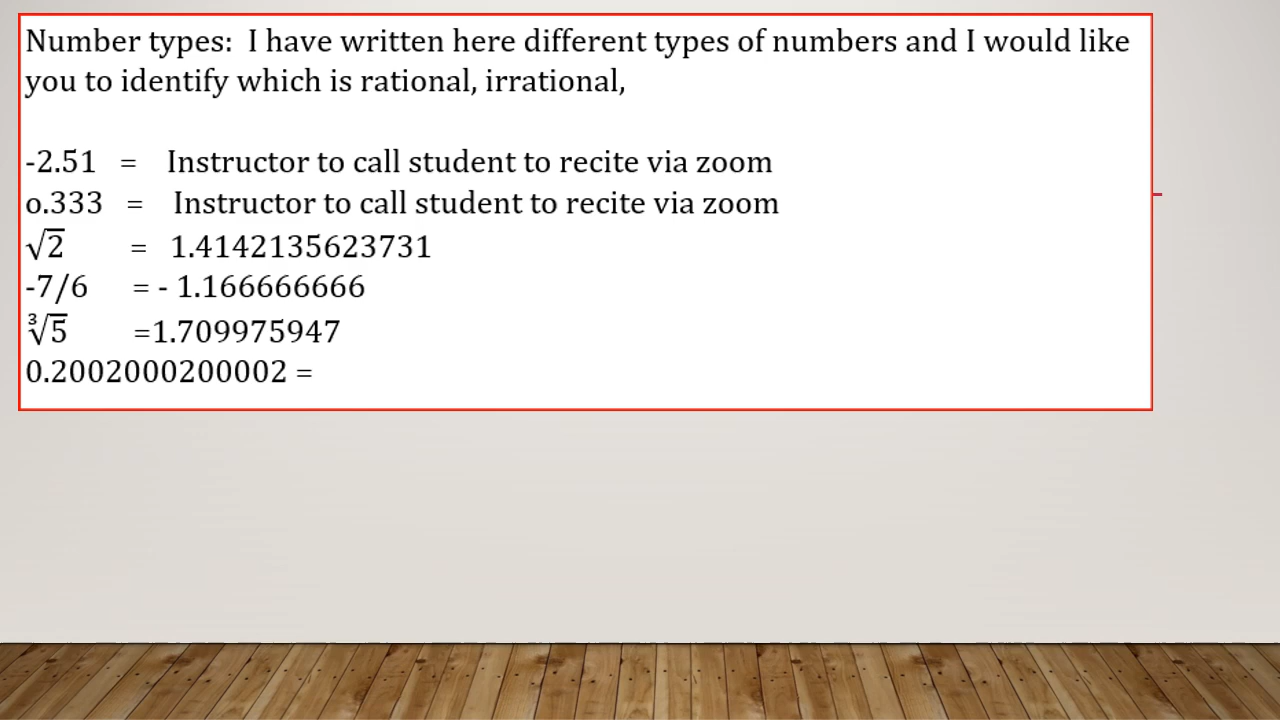 Number types:  I have written here different types of numbers and I would like
you to identify which is rational, irrational,
-2.51   =    Instructor to call student to recite via zoom
o.333   =    Instructor to call student to recite via zoom
√2   =   1.4142135623731
-7/6   = - 1.166666666
∛5   =1.709975947
0.2002000200002 =